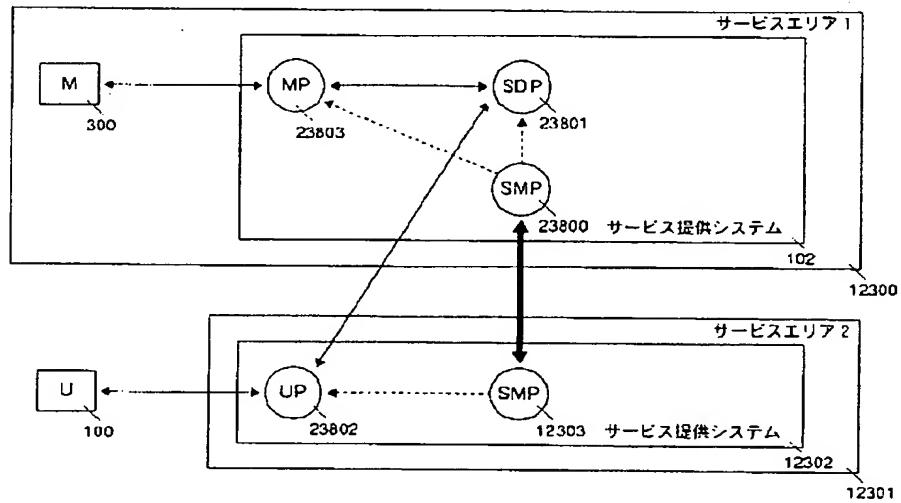 サービスエリア 1
M
300
MP
23803
SDP
23801
SMP
23800
サービス提供システム
102
12300
サービスエリア 2
U
100
UP
23802
SMP
12303
サービス提供システム
12302
12301